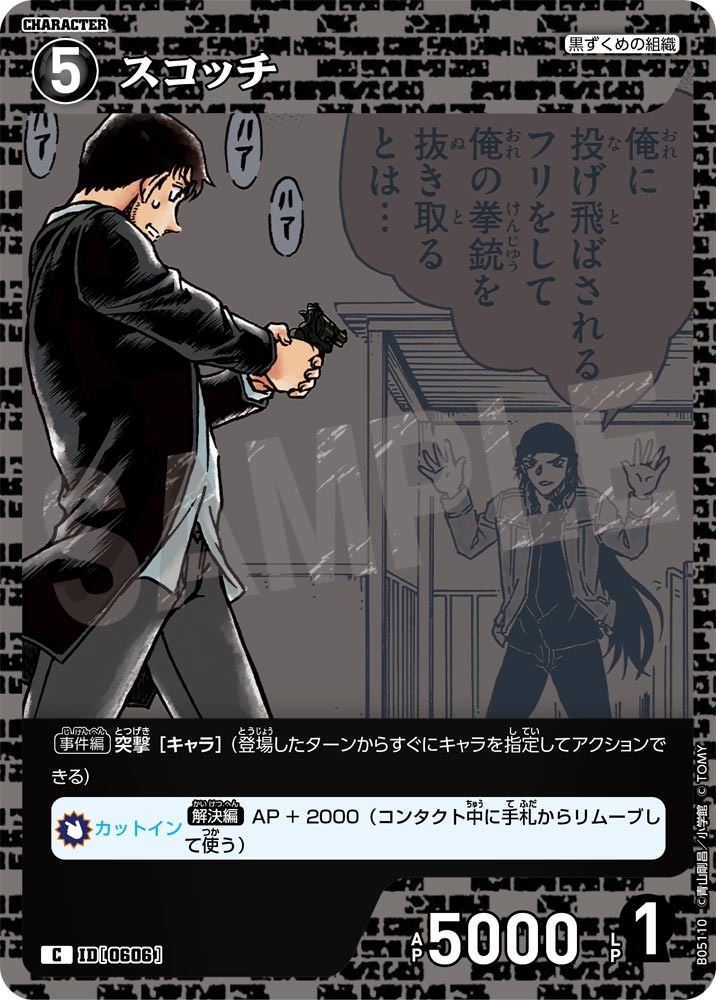 CHARACTER
5
スコッチ
黒ずくめの組織
ハア
ハア
ハア
俺に
投げ飛ばされる
フリをして
俺の拳銃を
抜き取る
とは…
SAMPLE
事件編 突撃［キャラ］（登場したターンからすぐにキャラを指定してアクションで
きる）
カットイン 解決編 AP + 2000（コンタクト中に手札からリムーブし
て使う）
C ID[0606]
AP 5000 LP 1
B05110 ©青山剛昌／小学館 ©TOMY